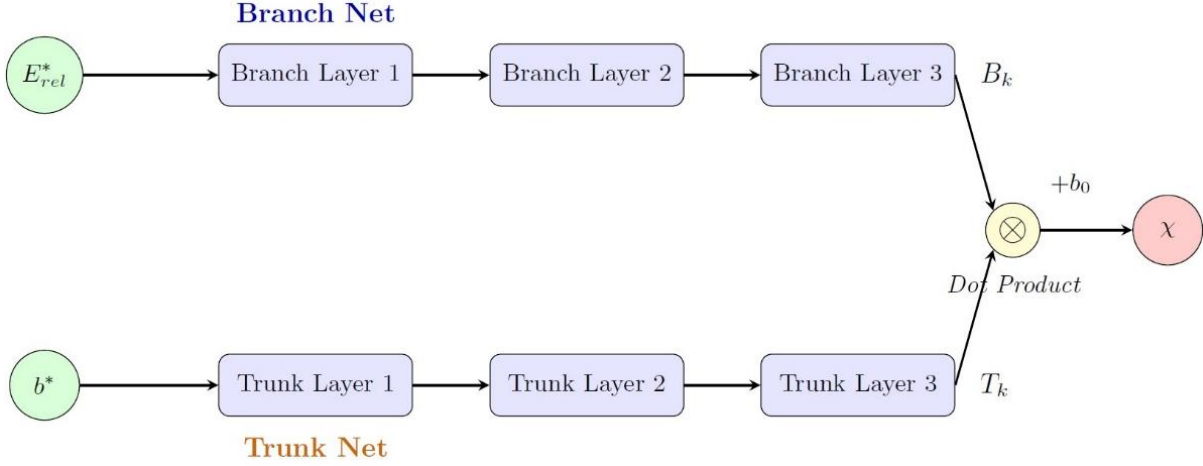 Branch Net
E*rel
Branch Layer 1
Branch Layer 2
Branch Layer 3
Bk
+b0
⊗
χ
Dot Product
b*
Trunk Layer 1
Trunk Layer 2
Trunk Layer 3
Tk
Trunk Net